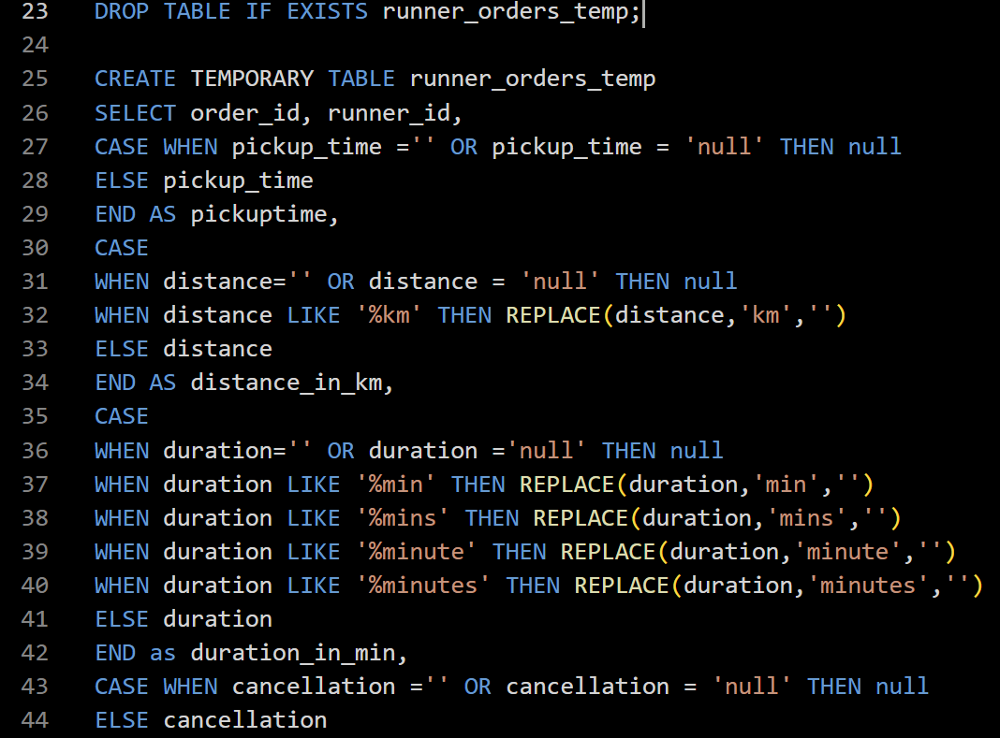 23 DROP TABLE IF EXISTS runner_orders_temp;
24
25 CREATE TEMPORARY TABLE runner_orders_temp
26 SELECT order_id, runner_id,
27 CASE WHEN pickup_time ='' OR pickup_time = 'null' THEN null
28 ELSE pickup_time
29 END AS pickuptime,
30 CASE
31 WHEN distance='' OR distance = 'null' THEN null
32 WHEN distance LIKE '%km' THEN REPLACE(distance,'km','')
33 ELSE distance
34 END AS distance_in_km,
35 CASE
36 WHEN duration='' OR duration ='null' THEN null
37 WHEN duration LIKE '%min' THEN REPLACE(duration,'min','')
38 WHEN duration LIKE '%mins' THEN REPLACE(duration,'mins','')
39 WHEN duration LIKE '%minute' THEN REPLACE(duration,'minute','')
40 WHEN duration LIKE '%minutes' THEN REPLACE(duration,'minutes','')
41 ELSE duration
42 END as duration_in_min,
43 CASE WHEN cancellation ='' OR cancellation = 'null' THEN null
44 ELSE cancellation